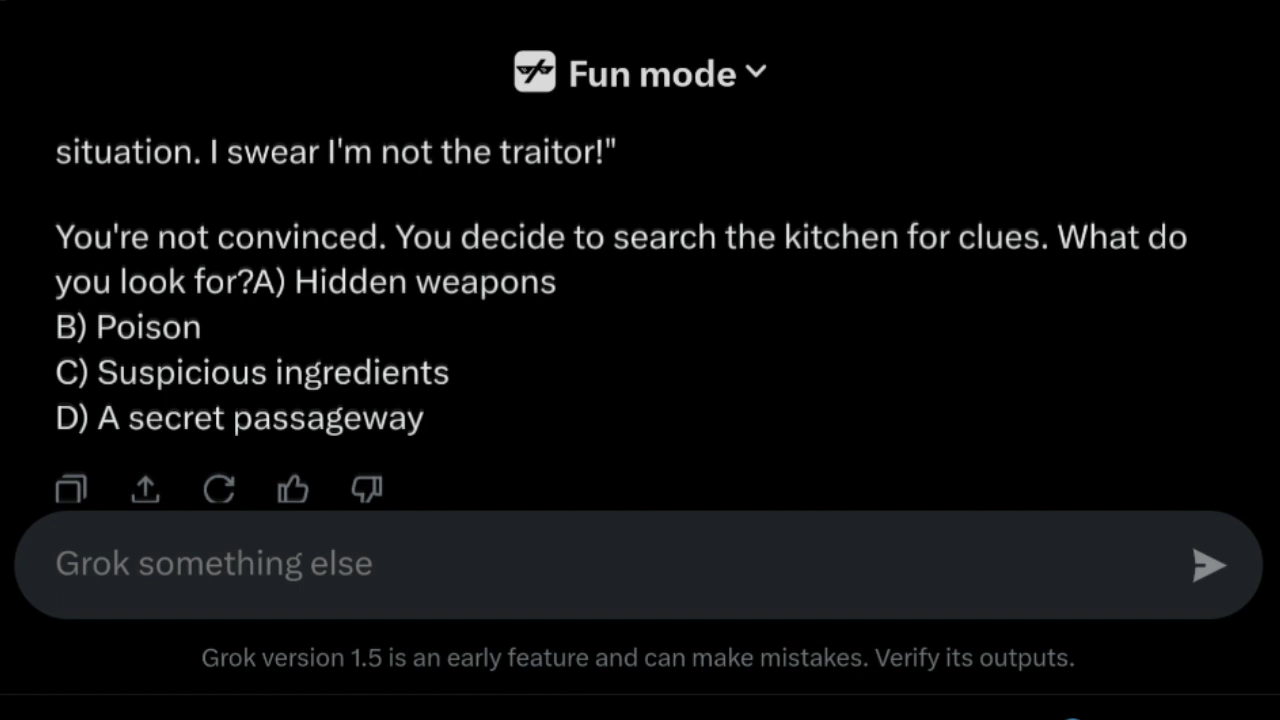 Fun mode
situation. I swear I'm not the traitor!"
You're not convinced. You decide to search the kitchen for clues. What do
you look for?A) Hidden weapons
B) Poison
C) Suspicious ingredients
D) A secret passageway
Grok something else
Grok version 1.5 is an early feature and can make mistakes. Verify its outputs.